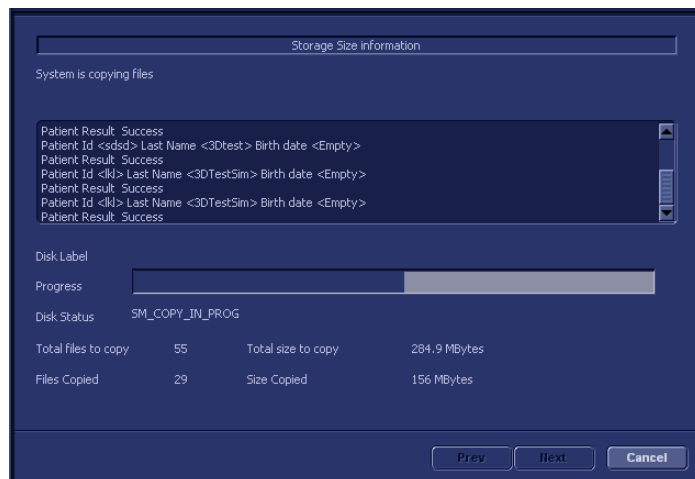 Storage Size information
System is copying files
Patient Result  Success
Patient Id <sdsd> Last Name <3Dtest> Birth date <Empty>
Patient Result  Success
Patient Id <lkl> Last Name <3DTestSim> Birth date <Empty>
Patient Result  Success
Patient Id <lkl> Last Name <3DTestSim> Birth date <Empty>
Patient Result  Success
Disk Label
Progress
Disk Status SM_COPY_IN_PROG
Total files to copy 55 Total size to copy 284.9 MBytes
Files Copied 29 Size Copied 156 MBytes
Prev Next Cancel